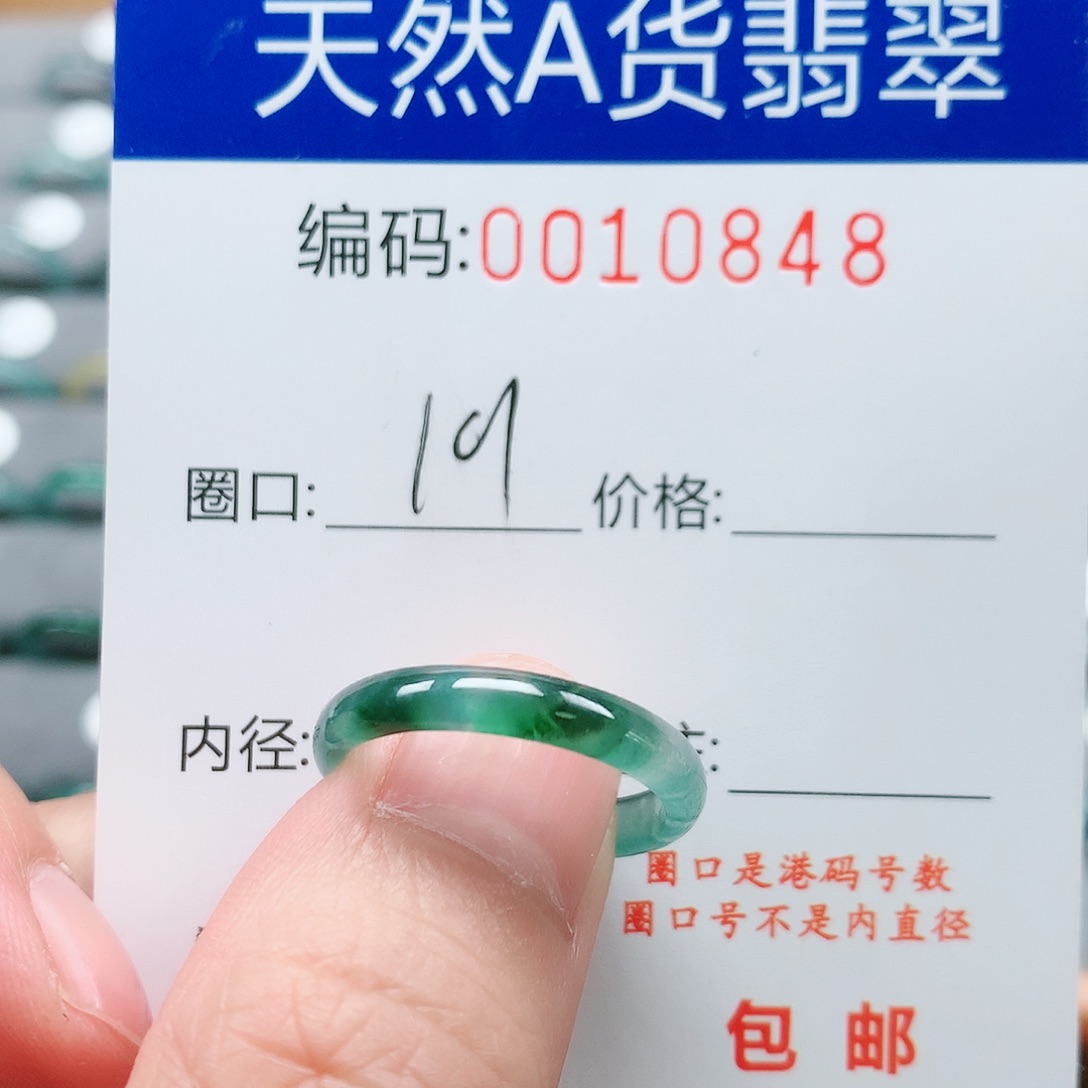 天然A货翡翠
编码:0010848
圈口: 19 价格:
内径:
圈口是港码号数
圈口号不是内直径
包邮